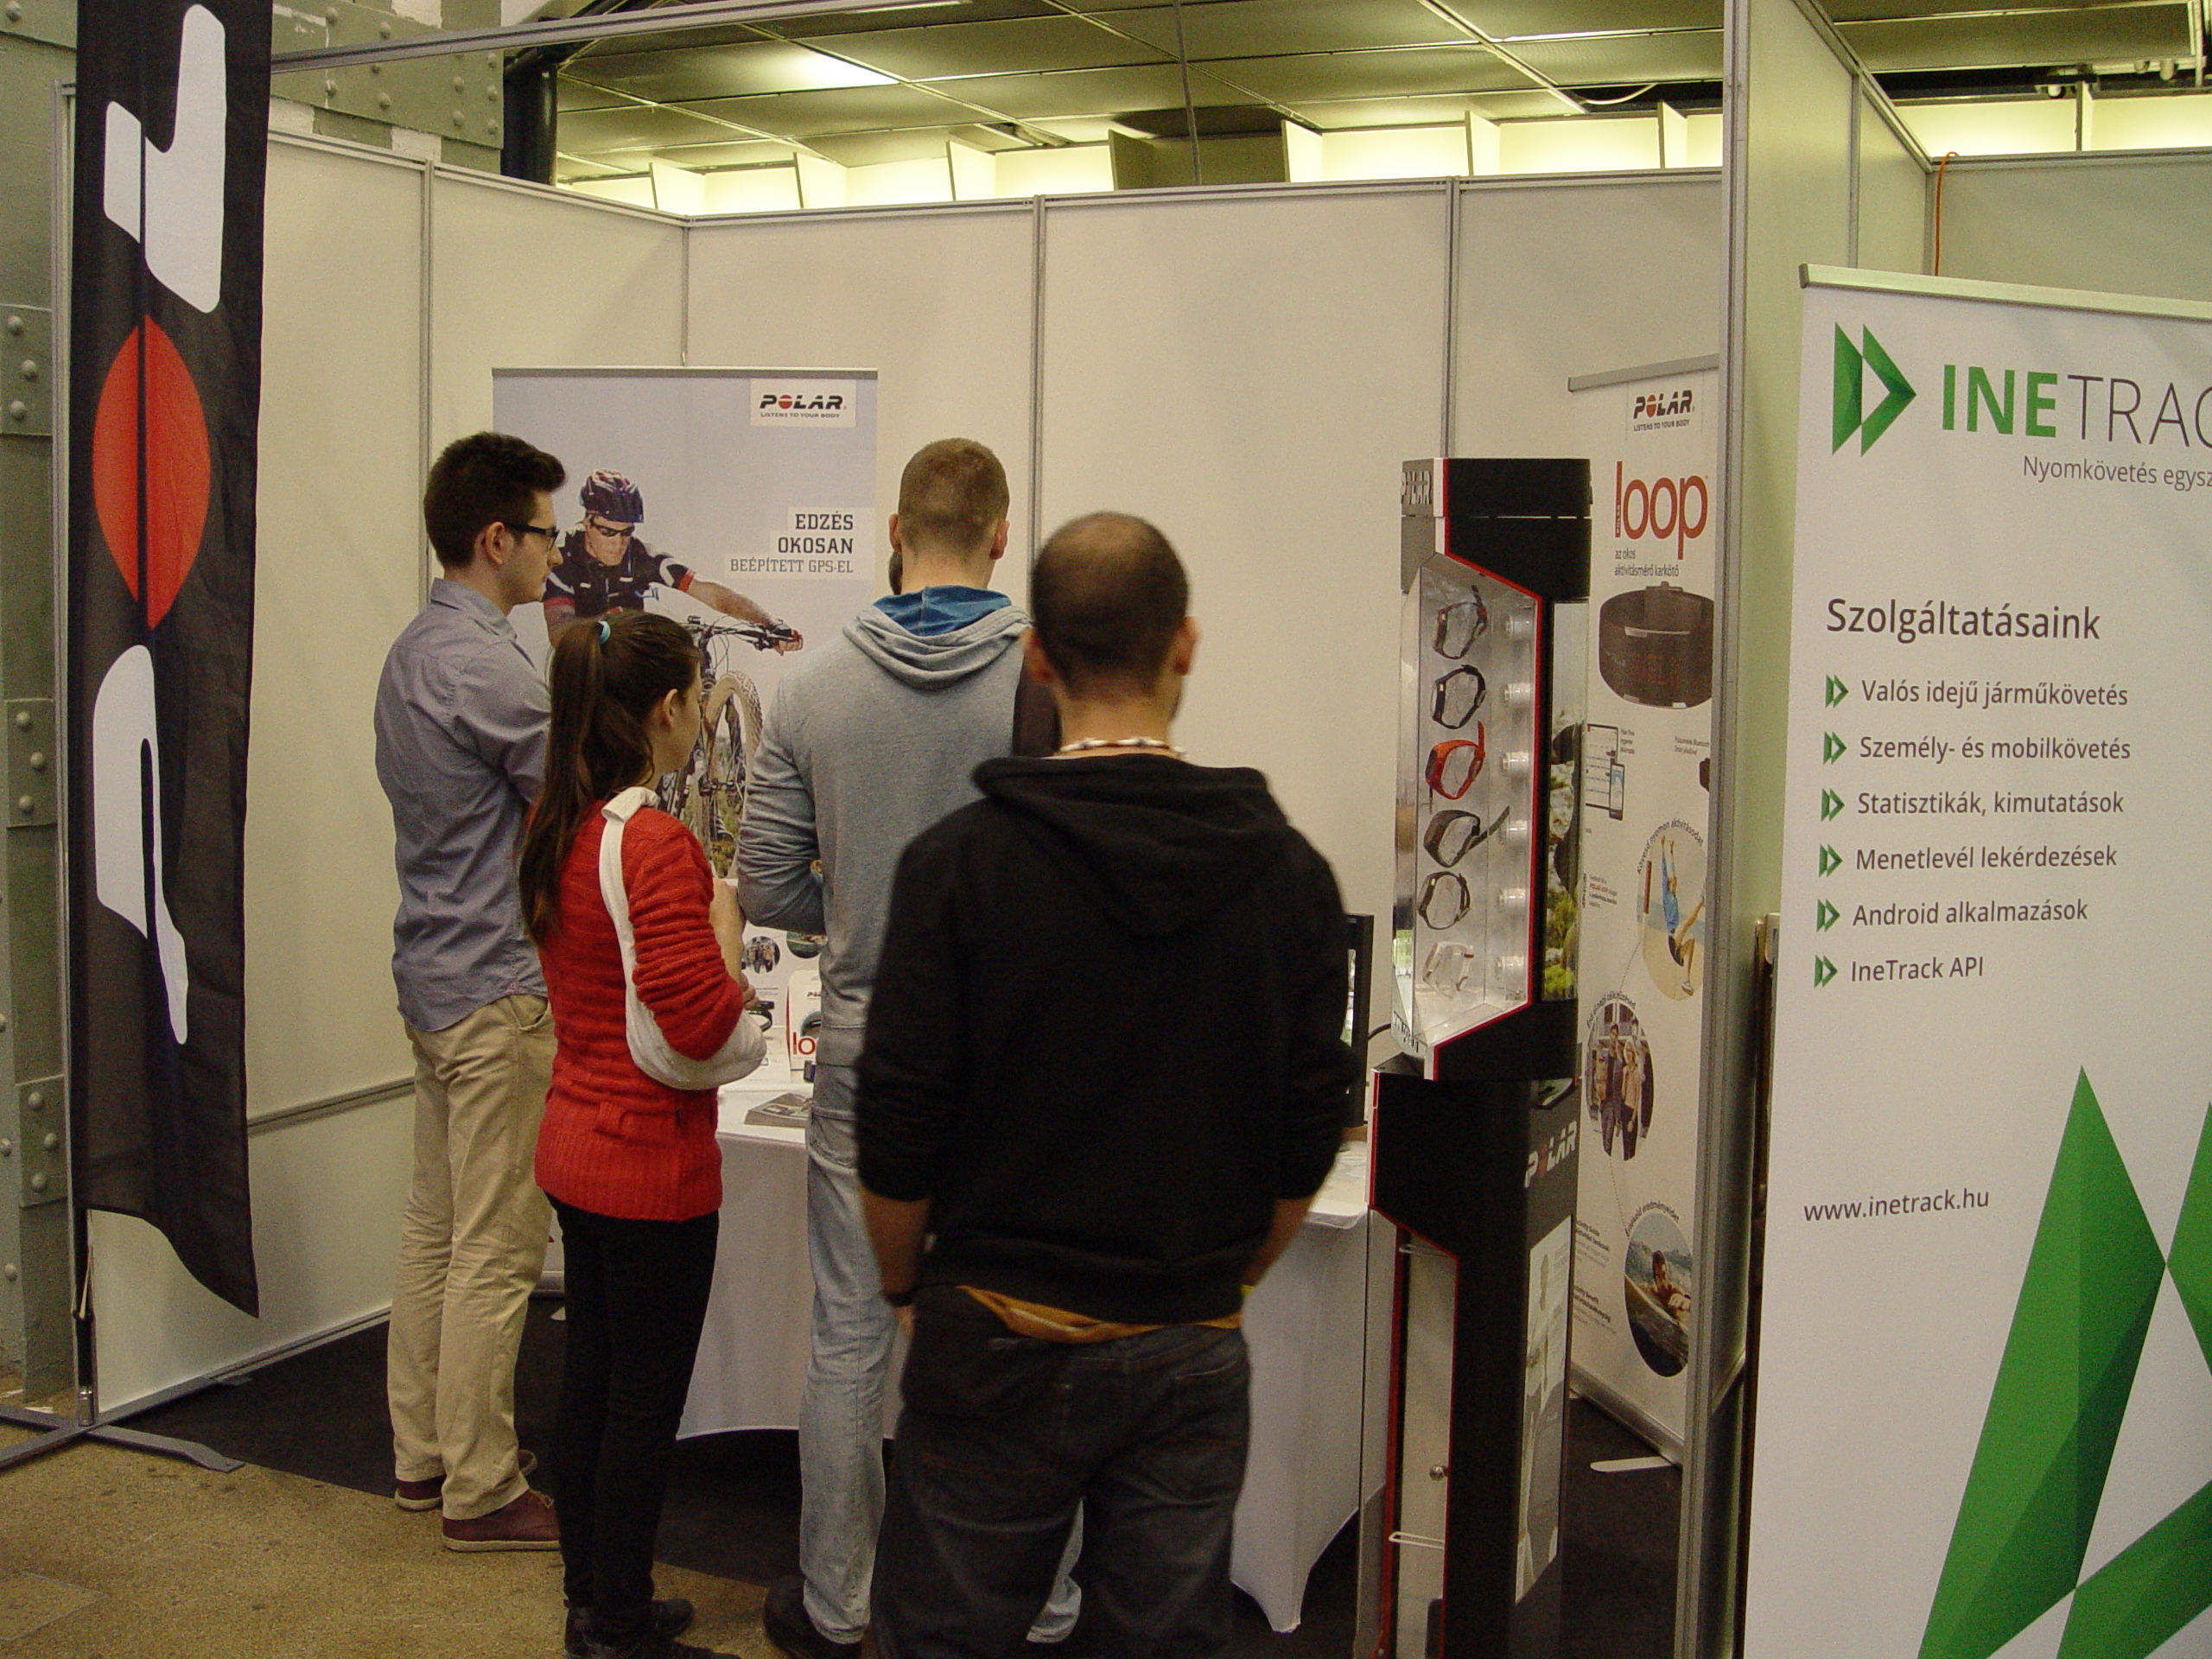 POLAR
LISTENS TO YOUR BODY
EDZÉS
OKOSAN
BEÉPÍTETT GPS-EL
lo
POLAR
POLAR
POLAR
LISTENS TO YOUR BODY
loop
az okos
aktivitásmérő karkötő
INETRAC
Nyomkövetés egysz
Szolgáltatásaink
Valós idejű járműkövetés
Személy- és mobilkövetés
Statisztikák, kimutatások
Menetlevél lekérdezések
Android alkalmazások
IneTrack API
www.inetrack.hu